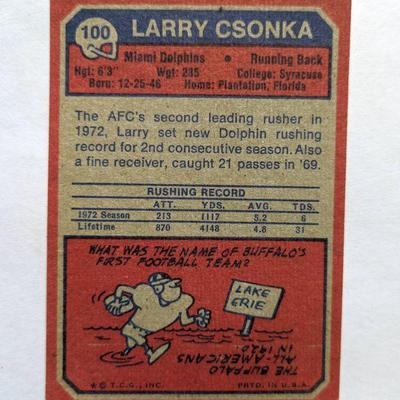 100
LARRY CSONKA
Miami Dolphins • Running Back
Hgt: 6'3" Wgt: 235 College: Syracuse
Born: 12-25-46 Home: Plantation, Florida
The AFC's second leading rusher in
1972, Larry set new Dolphin rushing
record for 2nd consecutive season. Also
a fine receiver, caught 21 passes in '69.
RUSHING RECORD
ATT. YDS. AVG. TDS.
1972 Season 213 1117 5.2 6
Lifetime 870 4148 4.8 31
WHAT WAS THE NAME OF BUFFALO'S
FIRST FOOTBALL TEAM?
LAKE
ERIE
THE BUFFALO
ALL-AMERICANS
IN 1920!
* © T.C.G., INC. PRTD. IN U.S.A.